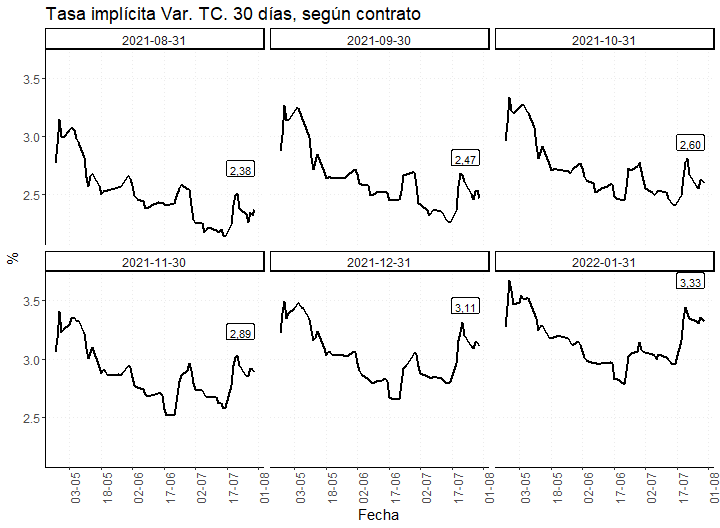 Tasa implícita Var. TC. 30 días, según contrato
2021-08-31 2021-09-30 2021-10-31
3.5
3.0
2.5
2,38 2,47 2,60
%
2021-11-30 2021-12-31 2022-01-31
3.5
3.0
2.5
2,89 3,11 3,33
03-05 18-05 02-06 17-06 02-07 17-07 01-08 03-05 18-05 02-06 17-06 02-07 17-07 01-08 03-05 18-05 02-06 17-06 02-07 17-07 01-08
Fecha